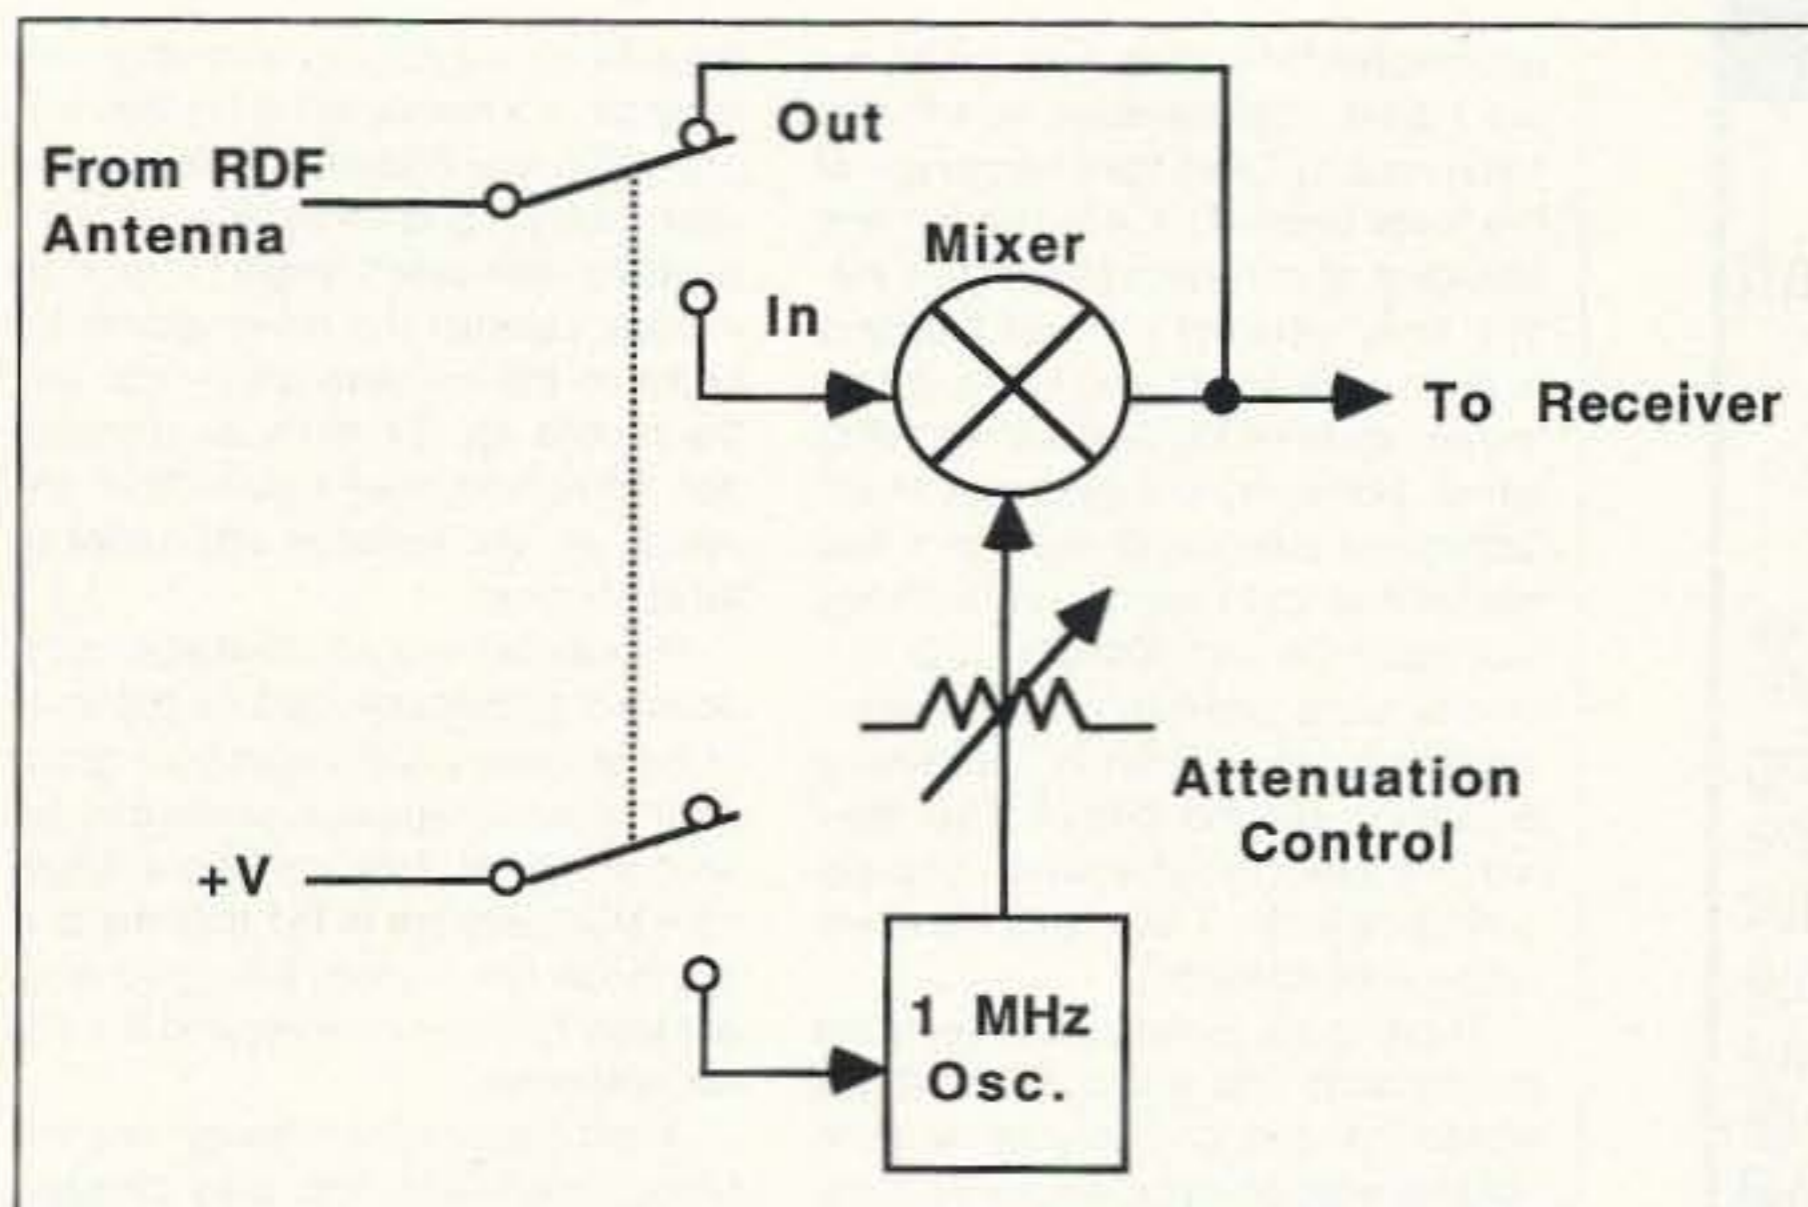 From RDF
Antenna
Out
In
Mixer
To Receiver
Attenuation
Control
+V
1 MHz
Osc.